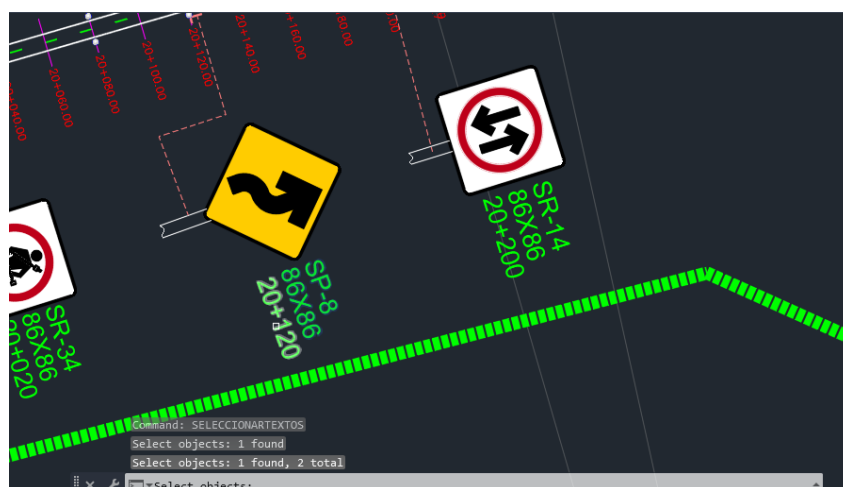 20+040.00
20+060.00
20+080.00
20+100.00
20+120.00
20+140.00
20+160.00
80.00
00.00
SR-14
86X86
20+200
SP-8
86X86
20+120
SR-34
86X86
20+020
Command: SELECCIONARTEXTOS
Select objects: 1 found
Select objects: 1 found, 2 total
Select objects: